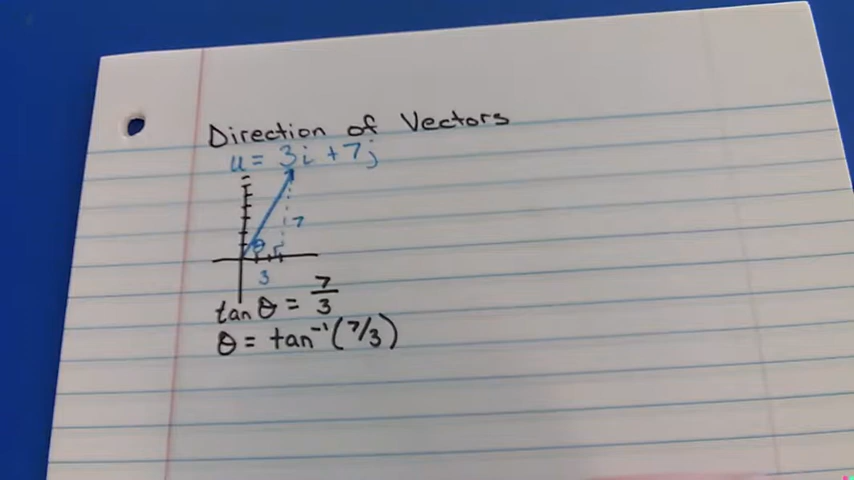 Direction of Vectors
u = 3i + 7j
7
θ
3
tan θ = 7/3
θ = tan⁻¹(7/3)